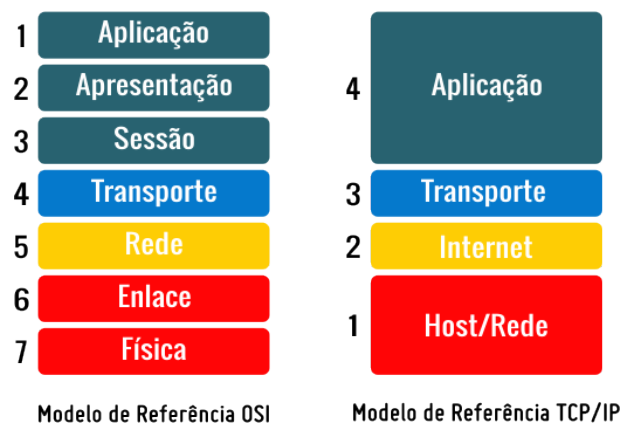 1 Aplicação
2 Apresentação
3 Sessão
4 Transporte
5 Rede
6 Enlace
7 Física
Modelo de Referência OSI
4 Aplicação
3 Transporte
2 Internet
1 Host/Rede
Modelo de Referência TCP/IP